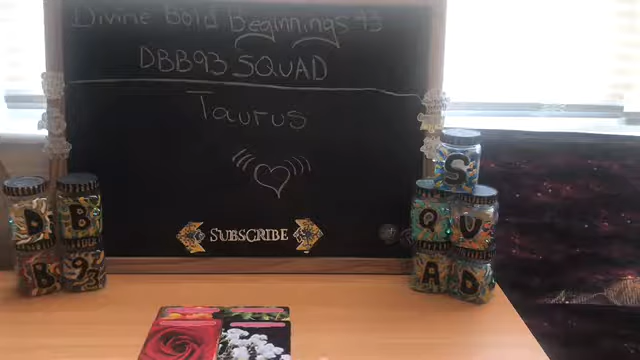 Divine Bold Beginnings 93
DBB93 SQUAD
Taurus
SUBSCRIBE
D B
B 93
S
Q U
A D